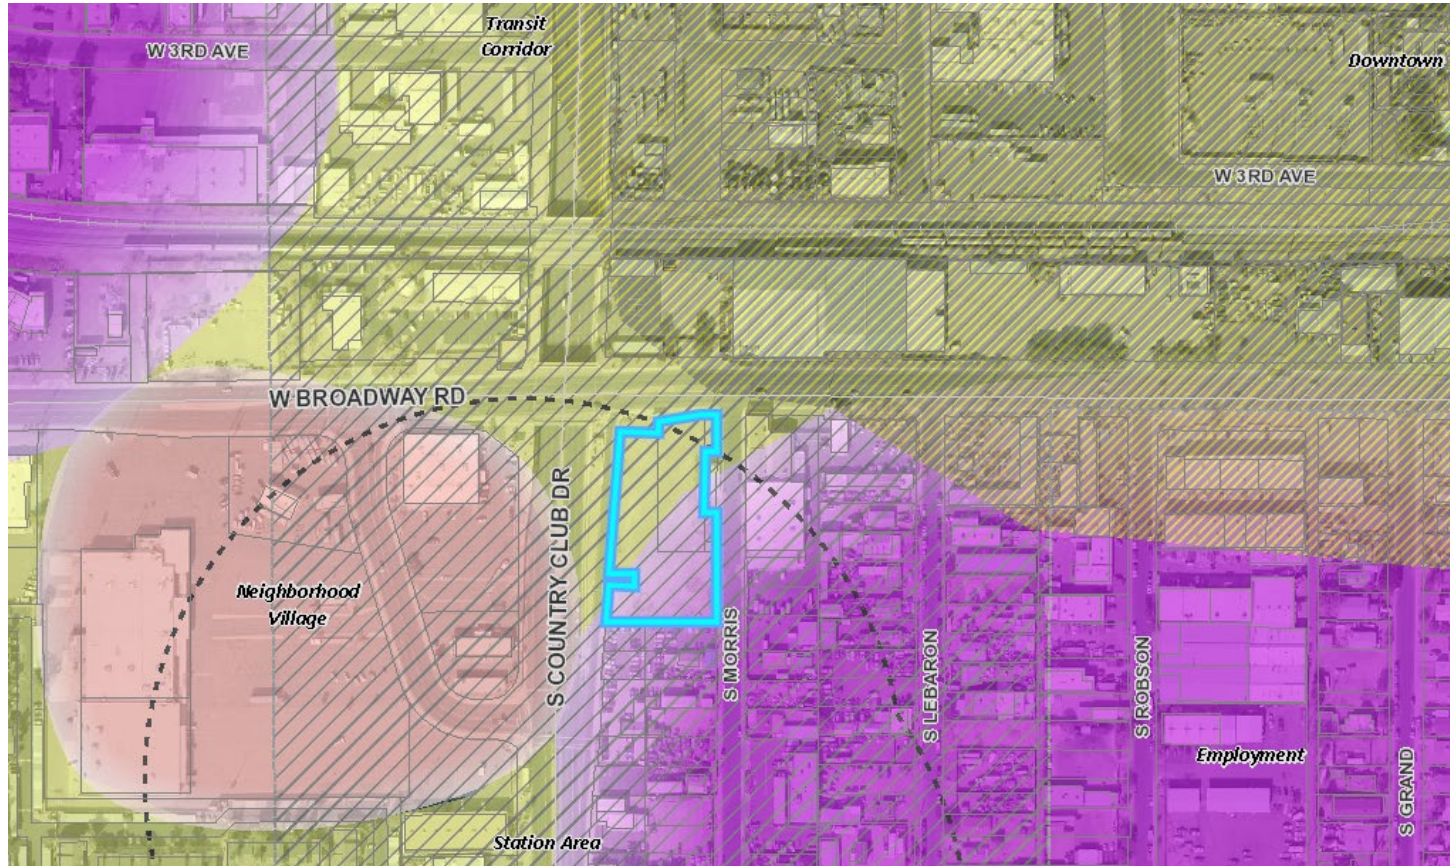 Transit
Corridor
W 3RD AVE
Downtown
W 3RD AVE
W BROADWAY RD
S COUNTRY CLUB DR
Neighborhood
Village
S MORRIS
S LEBARON
S ROBSON
Employment
S GRAND
Station Area